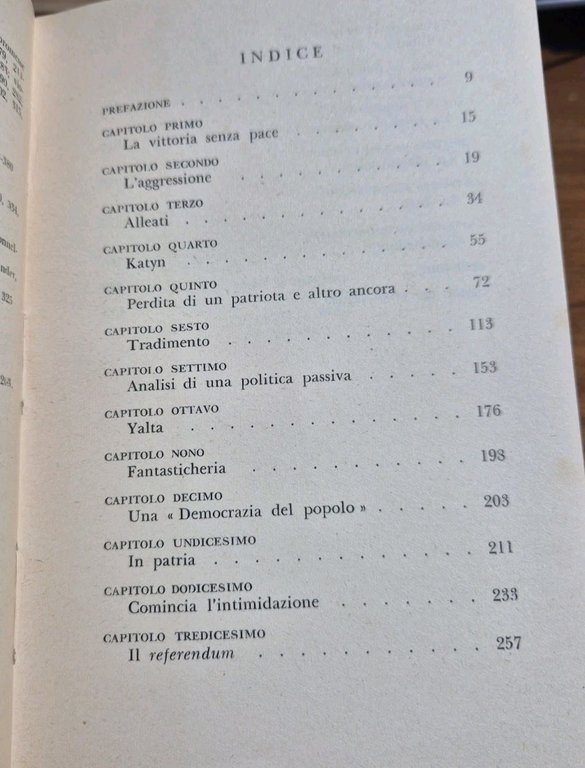 INDICE
PREFAZIONE . . . . . . . . . . . . . 9
CAPITOLO PRIMO
La vittoria senza pace . . . . . . . . 15
CAPITOLO SECONDO
L'aggressione . . . . . . . . . . . 19
CAPITOLO TERZO
Alleati . . . . . . . . . . . . . 34
CAPITOLO QUARTO
Katyn . . . . . . . . . . . . . 55
CAPITOLO QUINTO
Perdita di un patriota e altro ancora . . . 72
CAPITOLO SESTO
Tradimento . . . . . . . . . . . 113
CAPITOLO SETTIMO
Analisi di una politica passiva . . . . . 153
CAPITOLO OTTAVO
Yalta . . . . . . . . . . . . . 176
CAPITOLO NONO
Fantasticheria . . . . . . . . . . 193
CAPITOLO DECIMO
Una « Democrazia del popolo » . . . . . 203
CAPITOLO UNDICESIMO
In patria . . . . . . . . . . . . 211
CAPITOLO DODICESIMO
Comincia l'intimidazione . . . . . . . 233
CAPITOLO TREDICESIMO
Il referendum . . . . . . . . . . 257